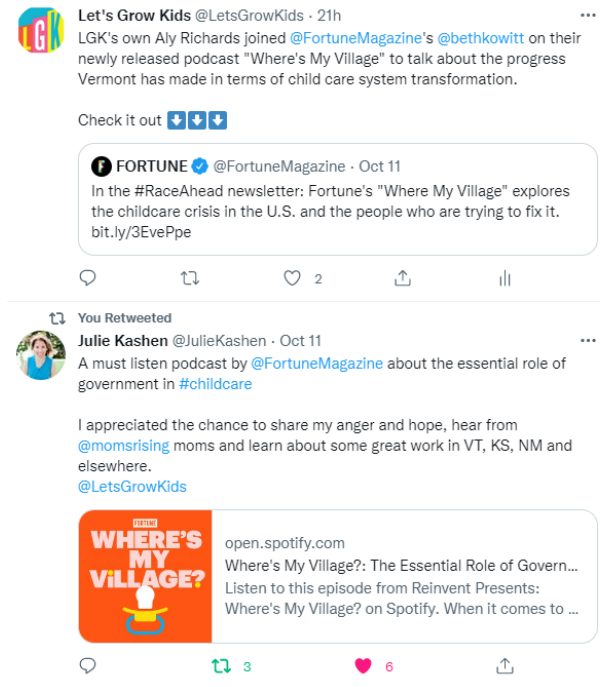 LGK
Let's Grow Kids @LetsGrowKids · 21h
LGK's own Aly Richards joined @FortuneMagazine's @bethkowitt on their
newly released podcast "Where's My Village" to talk about the progress
Vermont has made in terms of child care system transformation.
Check it out ⬇⬇⬇
F FORTUNE @FortuneMagazine · Oct 11
In the #RaceAhead newsletter: Fortune's "Where My Village" explores
the childcare crisis in the U.S. and the people who are trying to fix it.
bit.ly/3EvePpe
2
You Retweeted
Julie Kashen @JulieKashen · Oct 11
A must listen podcast by @FortuneMagazine about the essential role of
government in #childcare
I appreciated the chance to share my anger and hope, hear from
@momsrising moms and learn about some great work in VT, KS, NM and
elsewhere.
@LetsGrowKids
FORTUNE
WHERE'S
MY
ViLLAGE?
open.spotify.com
Where's My Village?: The Essential Role of Govern...
Listen to this episode from Reinvent Presents:
Where's My Village? on Spotify. When it comes to ...
3 6